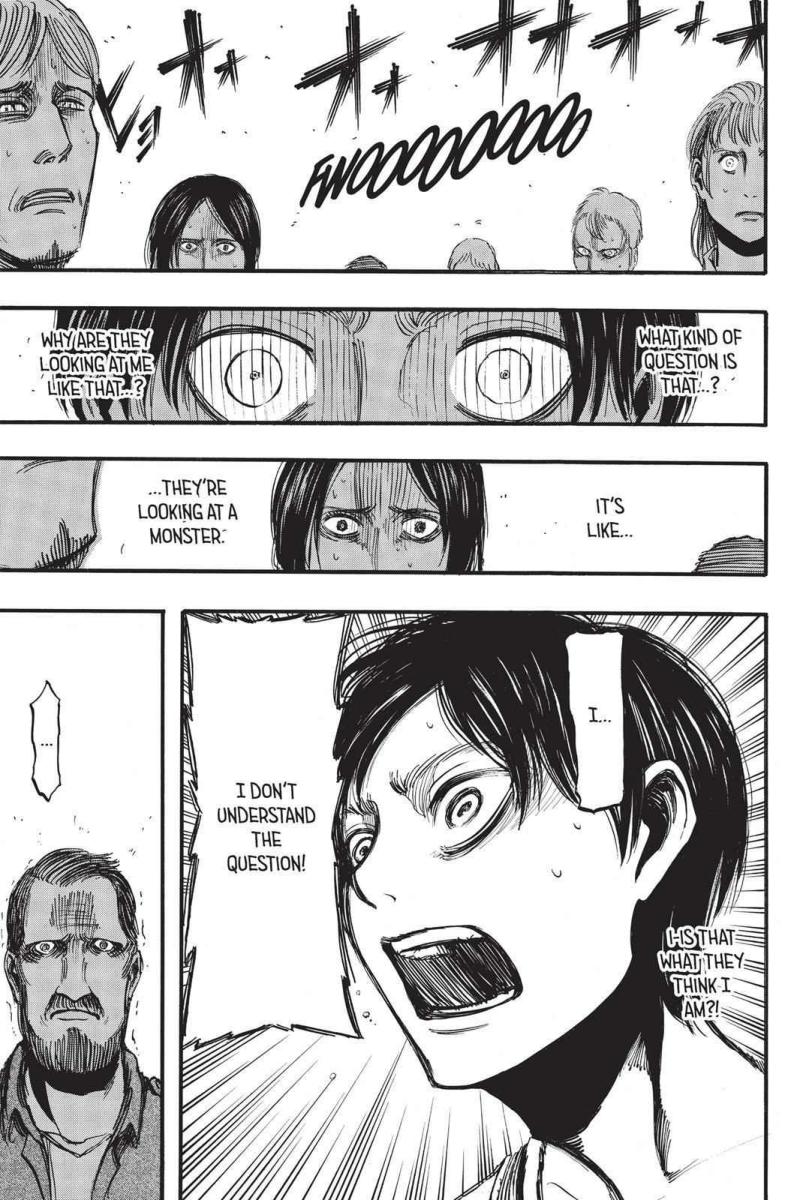 FWOOOOOOOOO
WHAT KIND OF
QUESTION IS
THAT...?
WHY ARE THEY
LOOKING AT ME
LIKE THAT...?
IT'S
LIKE...
...THEY'RE
LOOKING AT A
MONSTER.
I...
I-IS THAT
WHAT THEY
THINK I
AM?!
I DON'T
UNDERSTAND
THE
QUESTION!
...